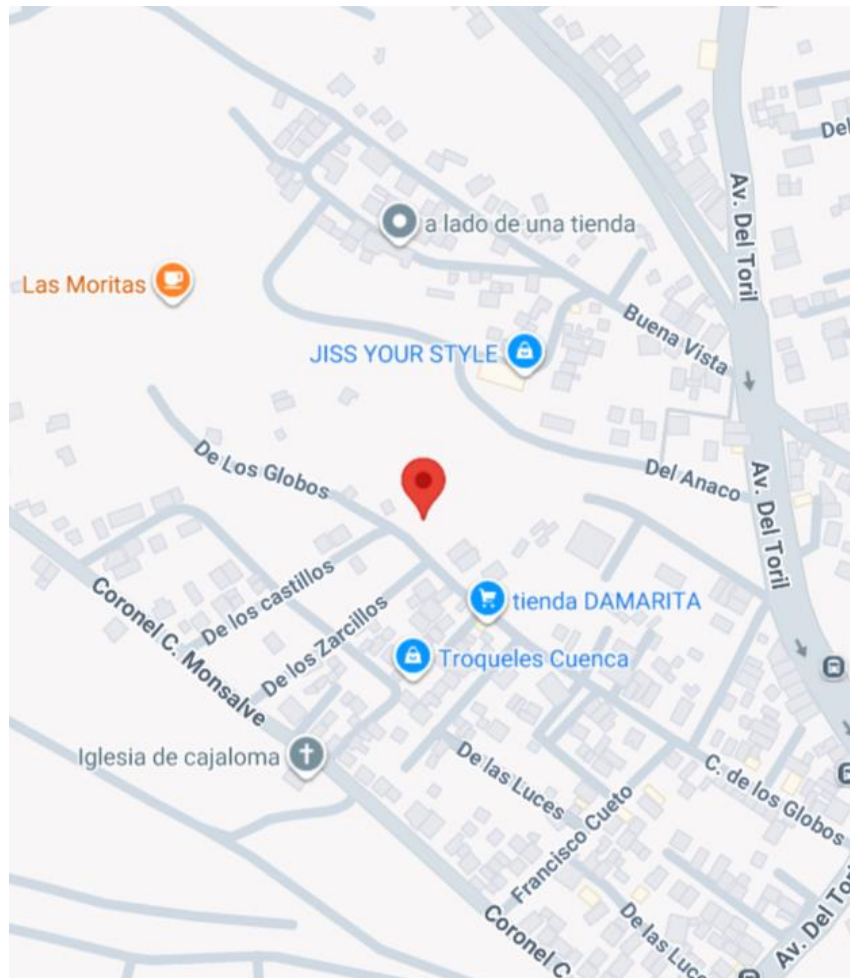 Del
Av. Del Toril
a lado de una tienda
Las Moritas
Buena Vista
JISS YOUR STYLE
De Los Globos
Del Anaco
Av. Del Toril
De los castillos
tienda DAMARITA
De los Zarcillos
Coronel C. Monsalve
Troqueles Cuenca
Iglesia de cajaloma
De las Luces
C. de los Globos
Francisco Cueto
De las Luce
Av. Del Tori
Coronel C